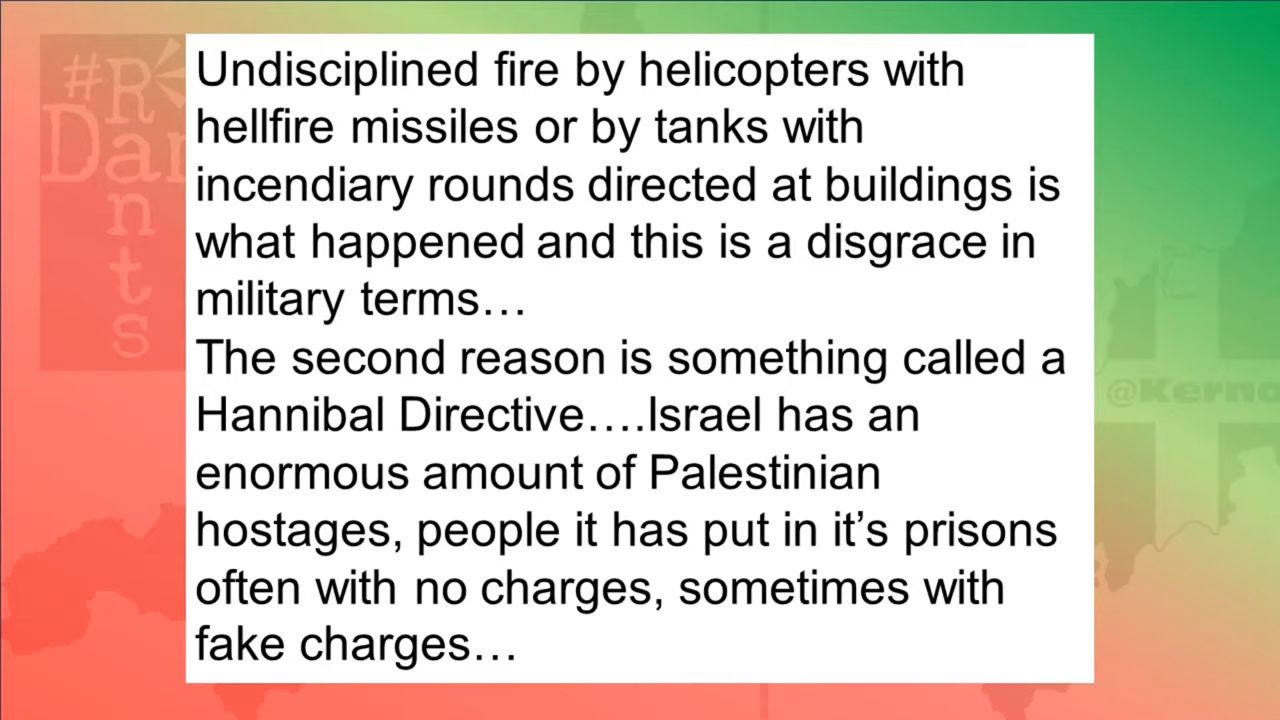 #R
Dan
n
t
s
Undisciplined fire by helicopters with
hellfire missiles or by tanks with
incendiary rounds directed at buildings is
what happened and this is a disgrace in
military terms…
The second reason is something called a
Hannibal Directive….Israel has an
enormous amount of Palestinian
hostages, people it has put in it’s prisons
often with no charges, sometimes with
fake charges…
@Kerno